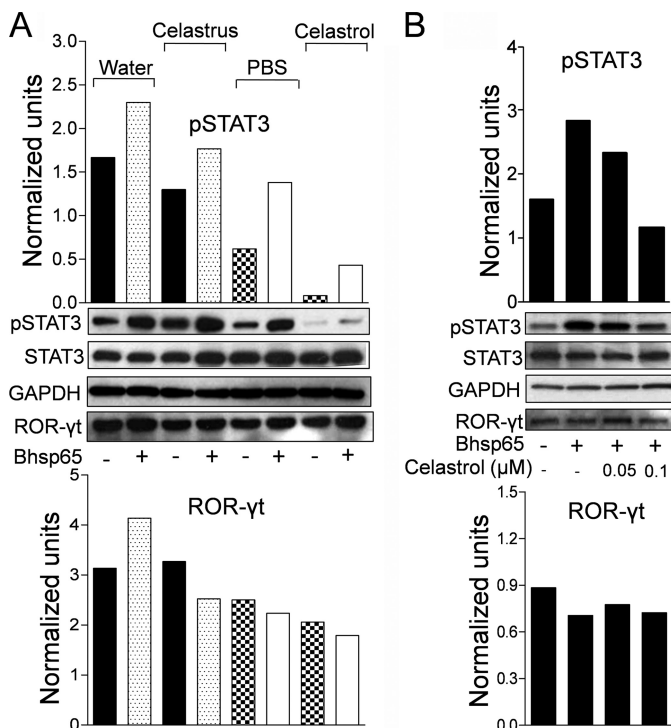 A
Celastrus
Celastrol
Water
PBS
pSTAT3
Normalized units
3.0
2.5
2.0
1.5
1.0
0.5
0.0
pSTAT3
STAT3
GAPDH
ROR-γt
Bhsp65 - + - + - + - +
ROR-γt
Normalized units
5
4
3
2
1
0
B
pSTAT3
Normalized units
4
3
2
1
0
pSTAT3
STAT3
GAPDH
ROR-γt
Bhsp65 - + + +
Celastrol (μM) - - 0.05 0.1
ROR-γt
Normalized units
1.5
1.2
0.9
0.6
0.3
0.0